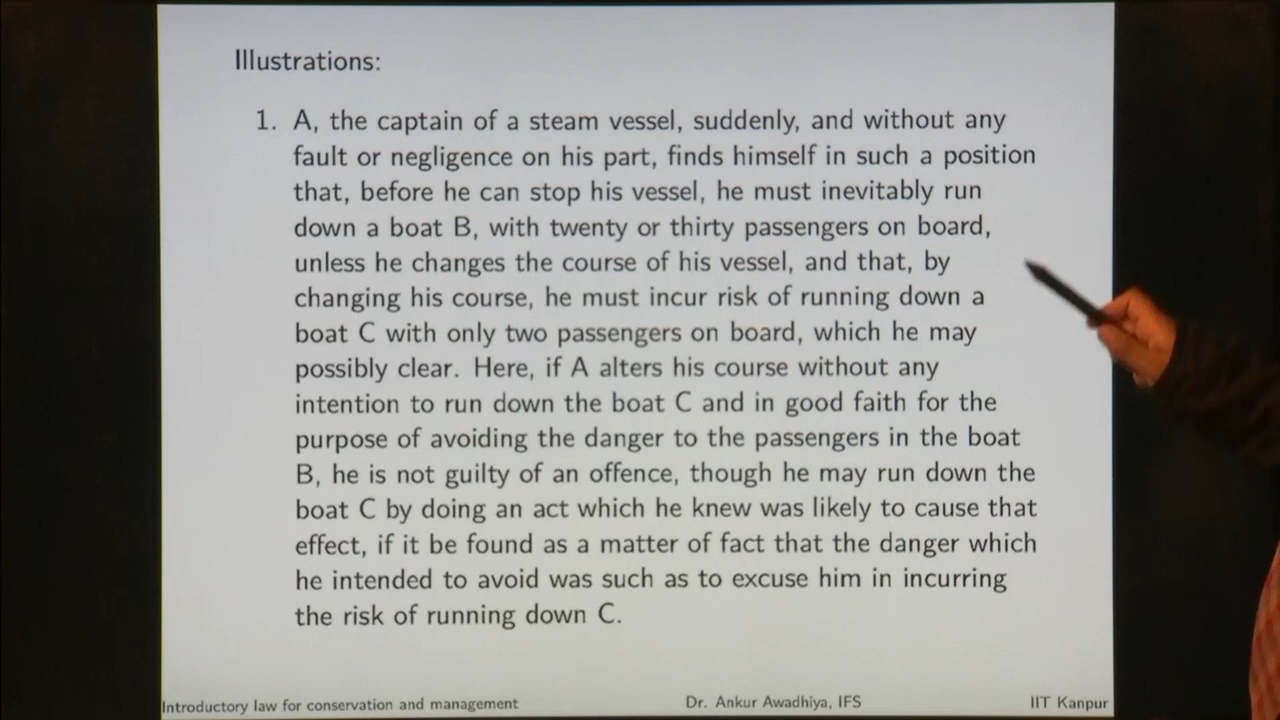 Illustrations:
1. A, the captain of a steam vessel, suddenly, and without any
fault or negligence on his part, finds himself in such a position
that, before he can stop his vessel, he must inevitably run
down a boat B, with twenty or thirty passengers on board,
unless he changes the course of his vessel, and that, by
changing his course, he must incur risk of running down a
boat C with only two passengers on board, which he may
possibly clear. Here, if A alters his course without any
intention to run down the boat C and in good faith for the
purpose of avoiding the danger to the passengers in the boat
B, he is not guilty of an offence, though he may run down the
boat C by doing an act which he knew was likely to cause that
effect, if it be found as a matter of fact that the danger which
he intended to avoid was such as to excuse him in incurring
the risk of running down C.
Introductory law for conservation and management Dr. Ankur Awadhiya, IFS IIT Kanpur